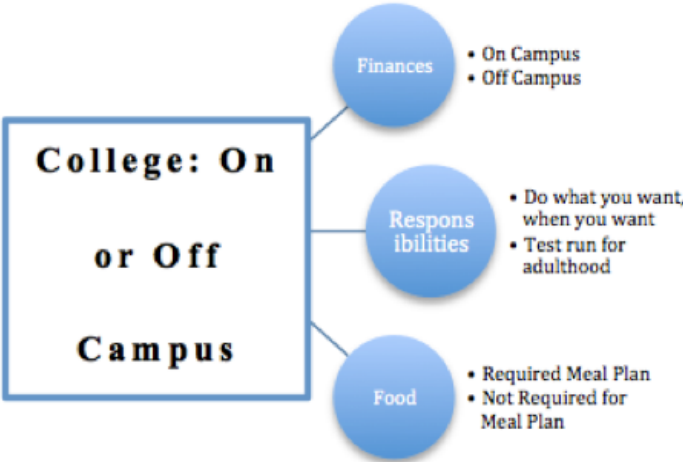 College: On
or Off
Campus
Finances
• On Campus
• Off Campus
Respons
ibilities
• Do what you want,
when you want
• Test run for
adulthood
Food
• Required Meal Plan
• Not Required for
Meal Plan